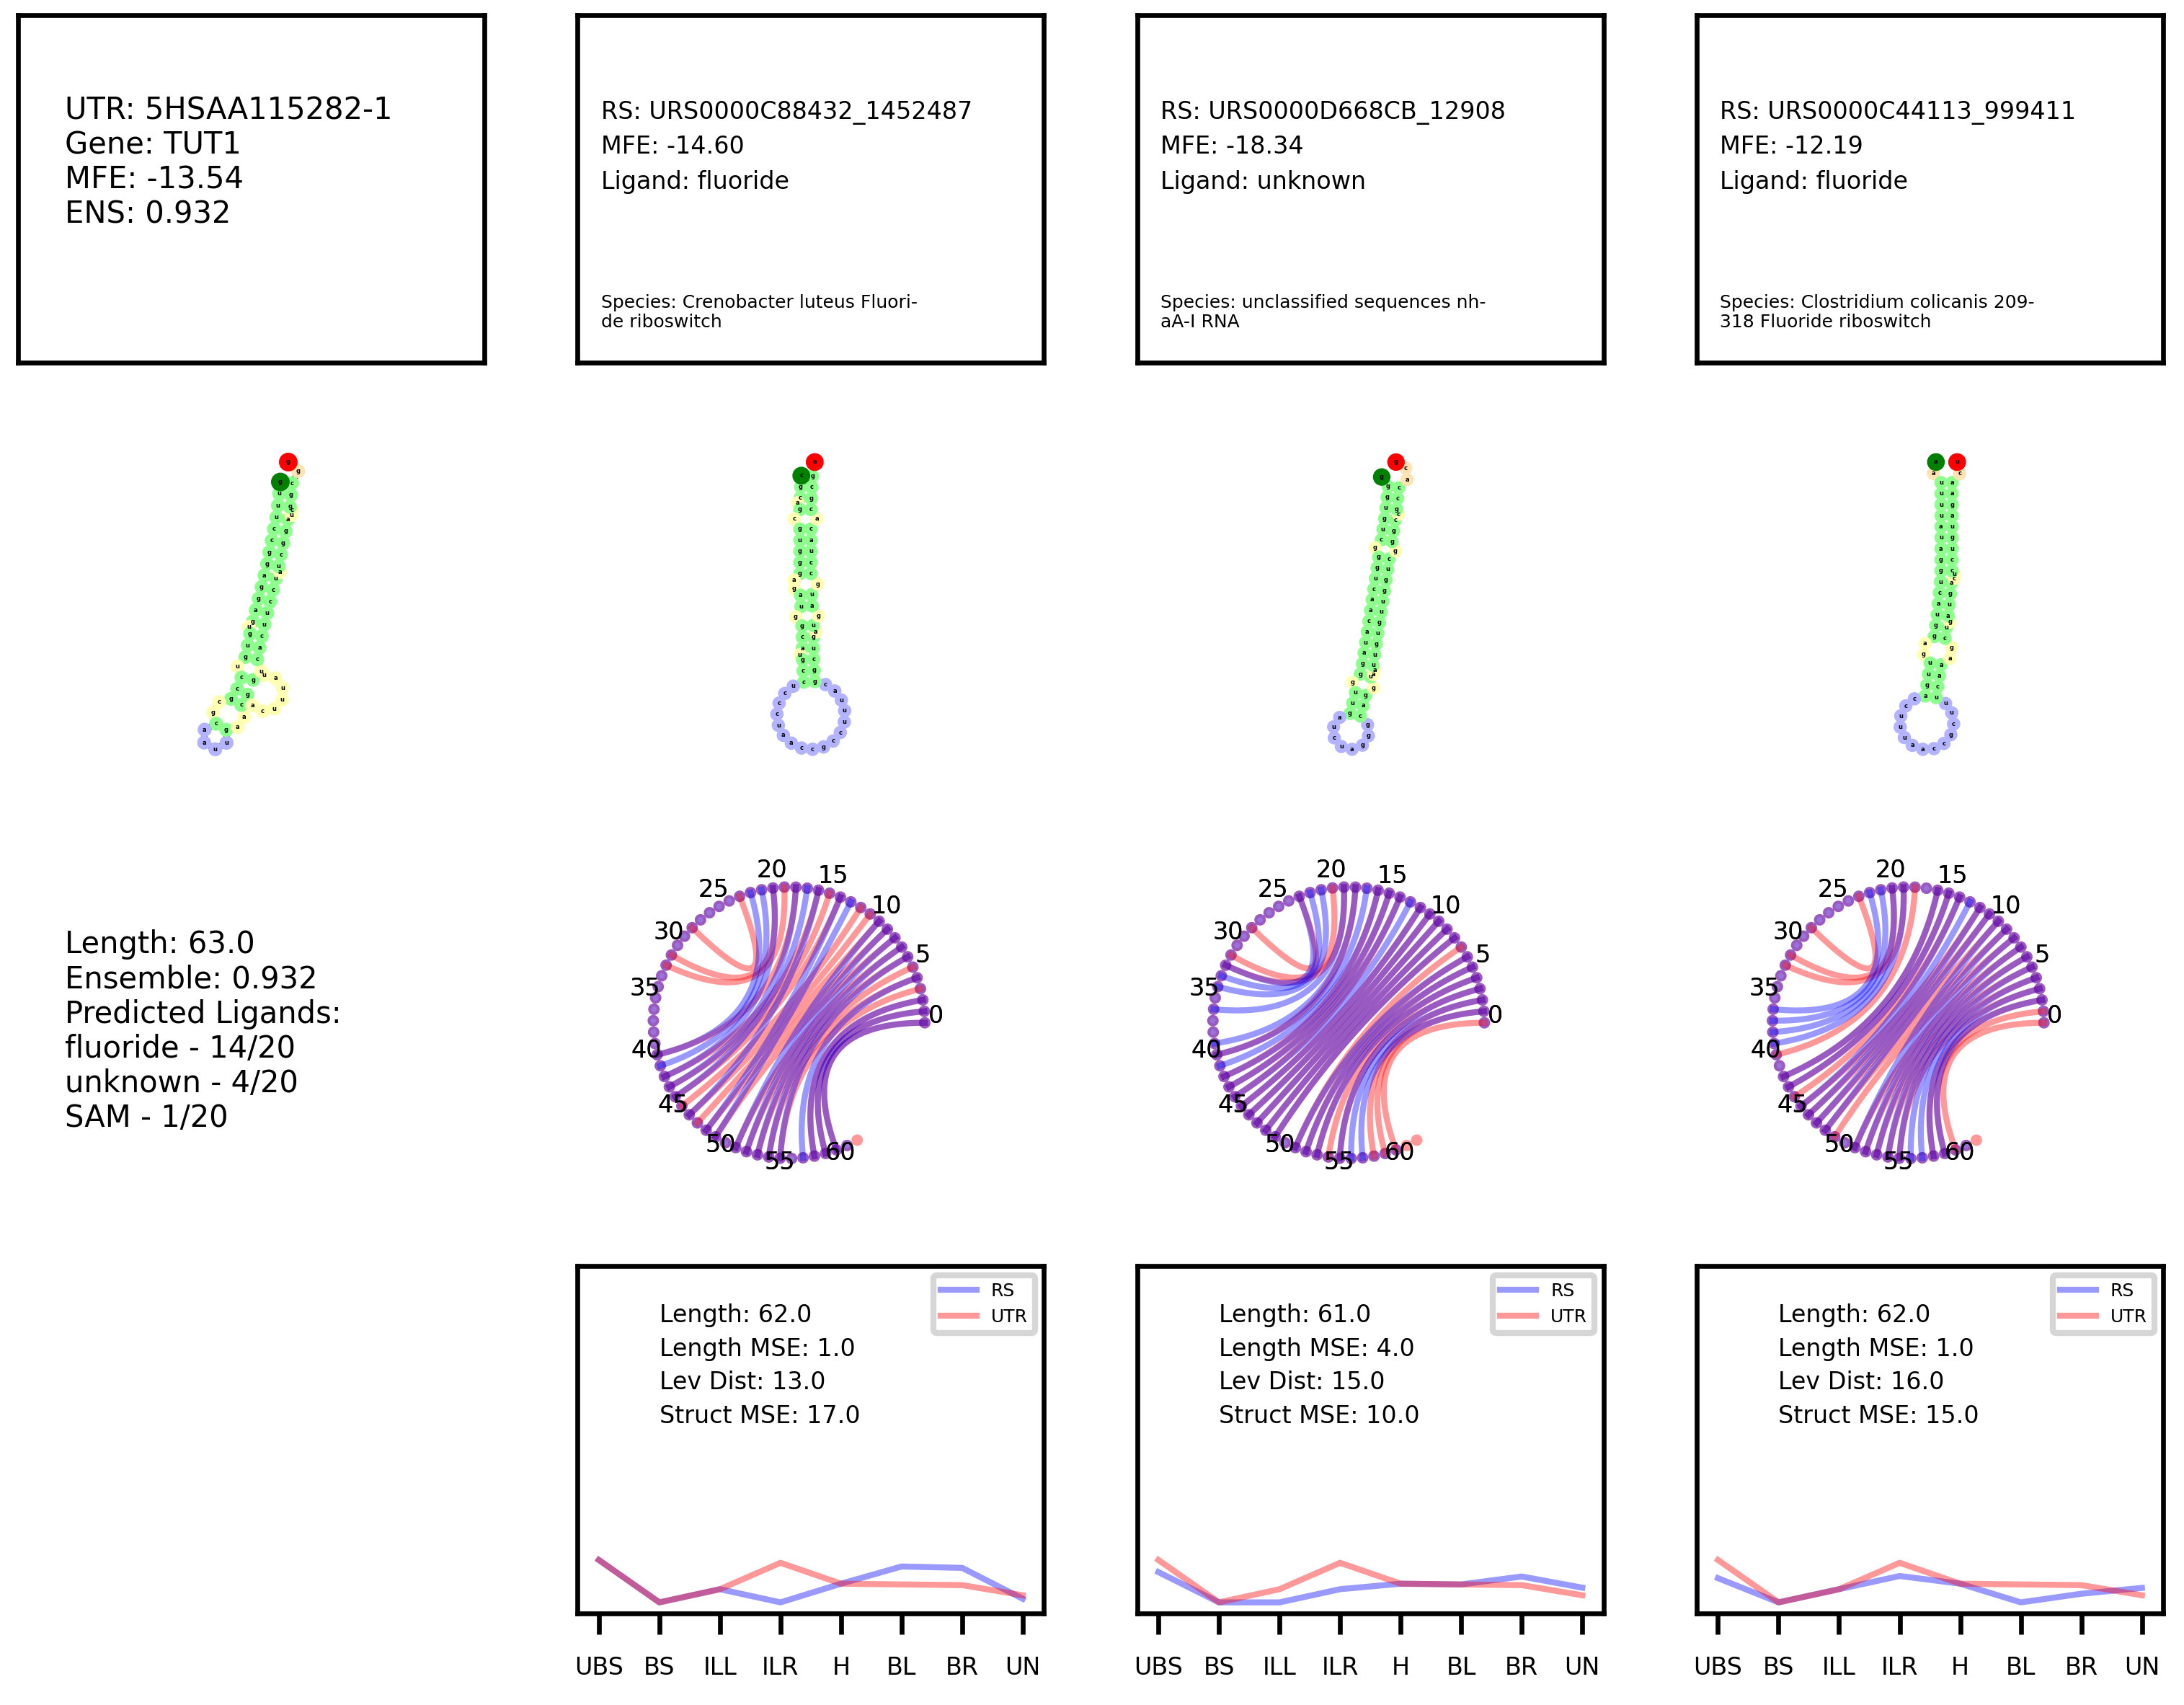 UTR: 5HSAA115282-1
Gene: TUT1
MFE: -13.54
ENS: 0.932
RS: URS0000C88432_1452487
MFE: -14.60
Ligand: fluoride
Species: Crenobacter luteus Fluori-
de riboswitch
RS: URS0000D668CB_12908
MFE: -18.34
Ligand: unknown
Species: unclassified sequences nh-
aA-I RNA
RS: URS0000C44113_999411
MFE: -12.19
Ligand: fluoride
Species: Clostridium colicanis 209-
318 Fluoride riboswitch
Length: 63.0
Ensemble: 0.932
Predicted Ligands:
fluoride - 14/20
unknown - 4/20
SAM - 1/20
0 5 10 15 20 25 30 35 40 45 50 55 60
0 5 10 15 20 25 30 35 40 45 50 55 60
0 5 10 15 20 25 30 35 40 45 50 55 60
RS
UTR
Length: 62.0
Length MSE: 1.0
Lev Dist: 13.0
Struct MSE: 17.0
UBS BS ILL ILR H BL BR UN
RS
UTR
Length: 61.0
Length MSE: 4.0
Lev Dist: 15.0
Struct MSE: 10.0
UBS BS ILL ILR H BL BR UN
RS
UTR
Length: 62.0
Length MSE: 1.0
Lev Dist: 16.0
Struct MSE: 15.0
UBS BS ILL ILR H BL BR UN